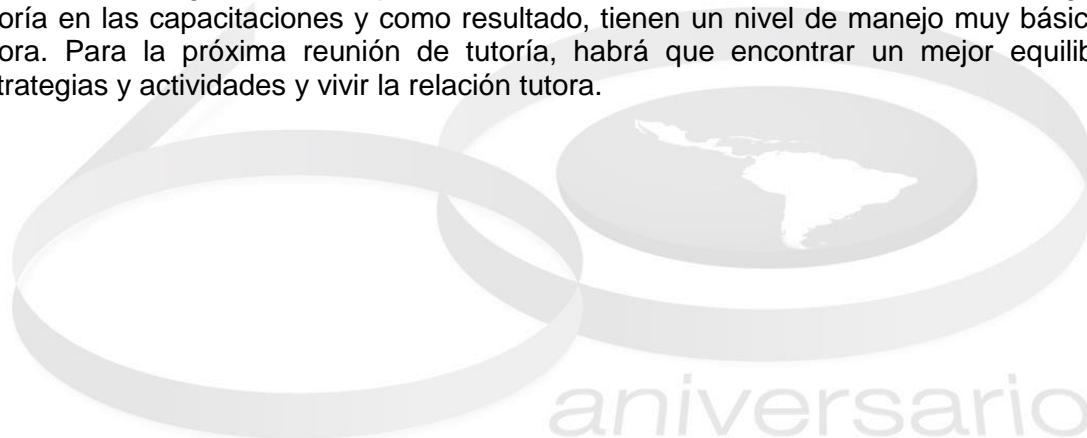 oría en las capacitaciones y como resultado, tienen un nivel de manejo muy básic
ora. Para la próxima reunión de tutoría, habrá que encontrar un mejor equilib
trategias y actividades y vivir la relación tutora.
aniversario